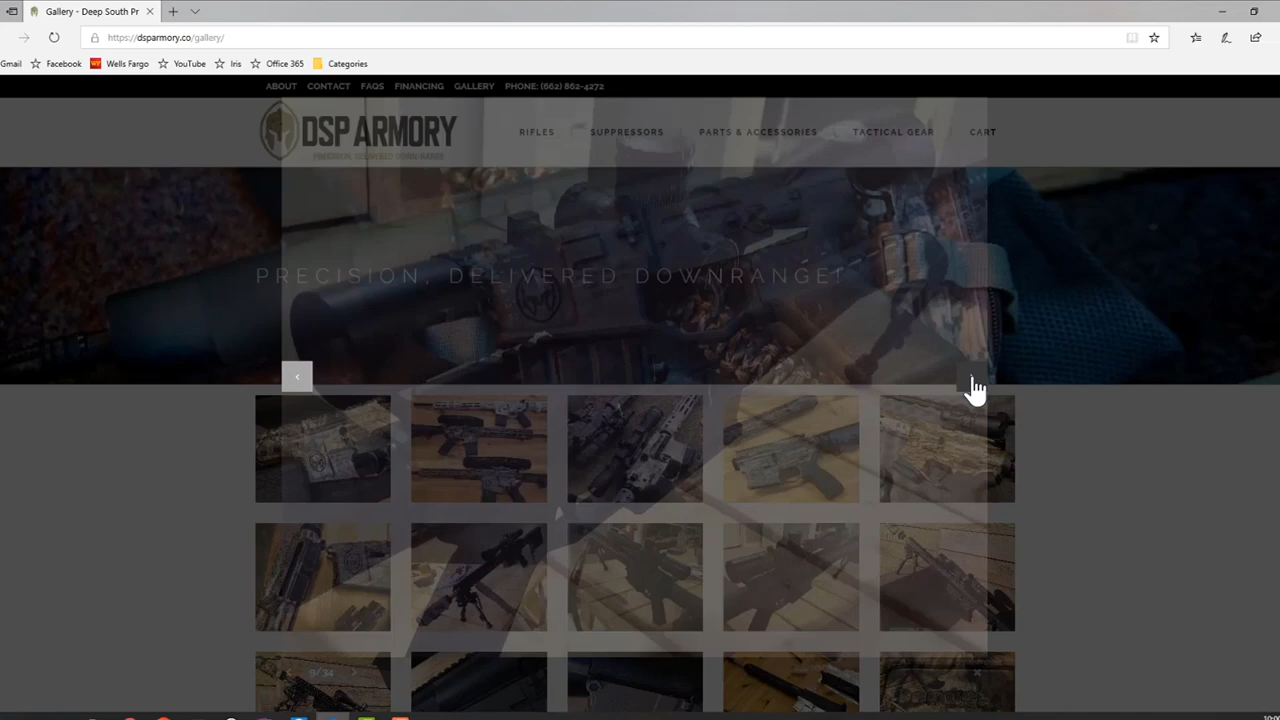 Gallery - Deep South Pr
https://dsparmory.co/gallery/
Gmail Facebook Wells Fargo YouTube Iris Office 365 Categories
ABOUT CONTACT FAQS FINANCING GALLERY PHONE: (662) 862-4272
DSP ARMORY
PRECISION, DELIVERED DOWN-RANGE
RIFLES SUPPRESSORS PARTS & ACCESSORIES TACTICAL GEAR CART
PRECISION, DELIVERED DOWNRANGE!
9/34